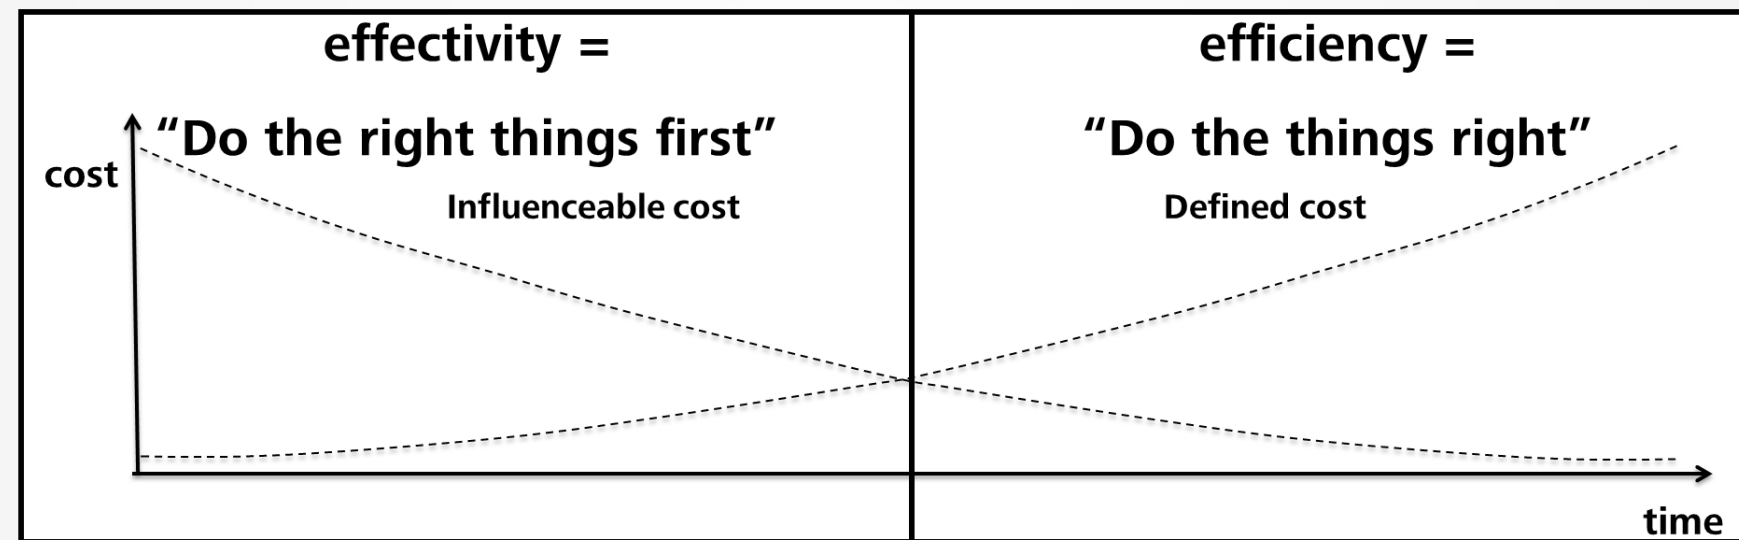 effectivity =
“Do the right things first”
cost
Influenceable cost
efficiency =
“Do the things right”
Defined cost
time